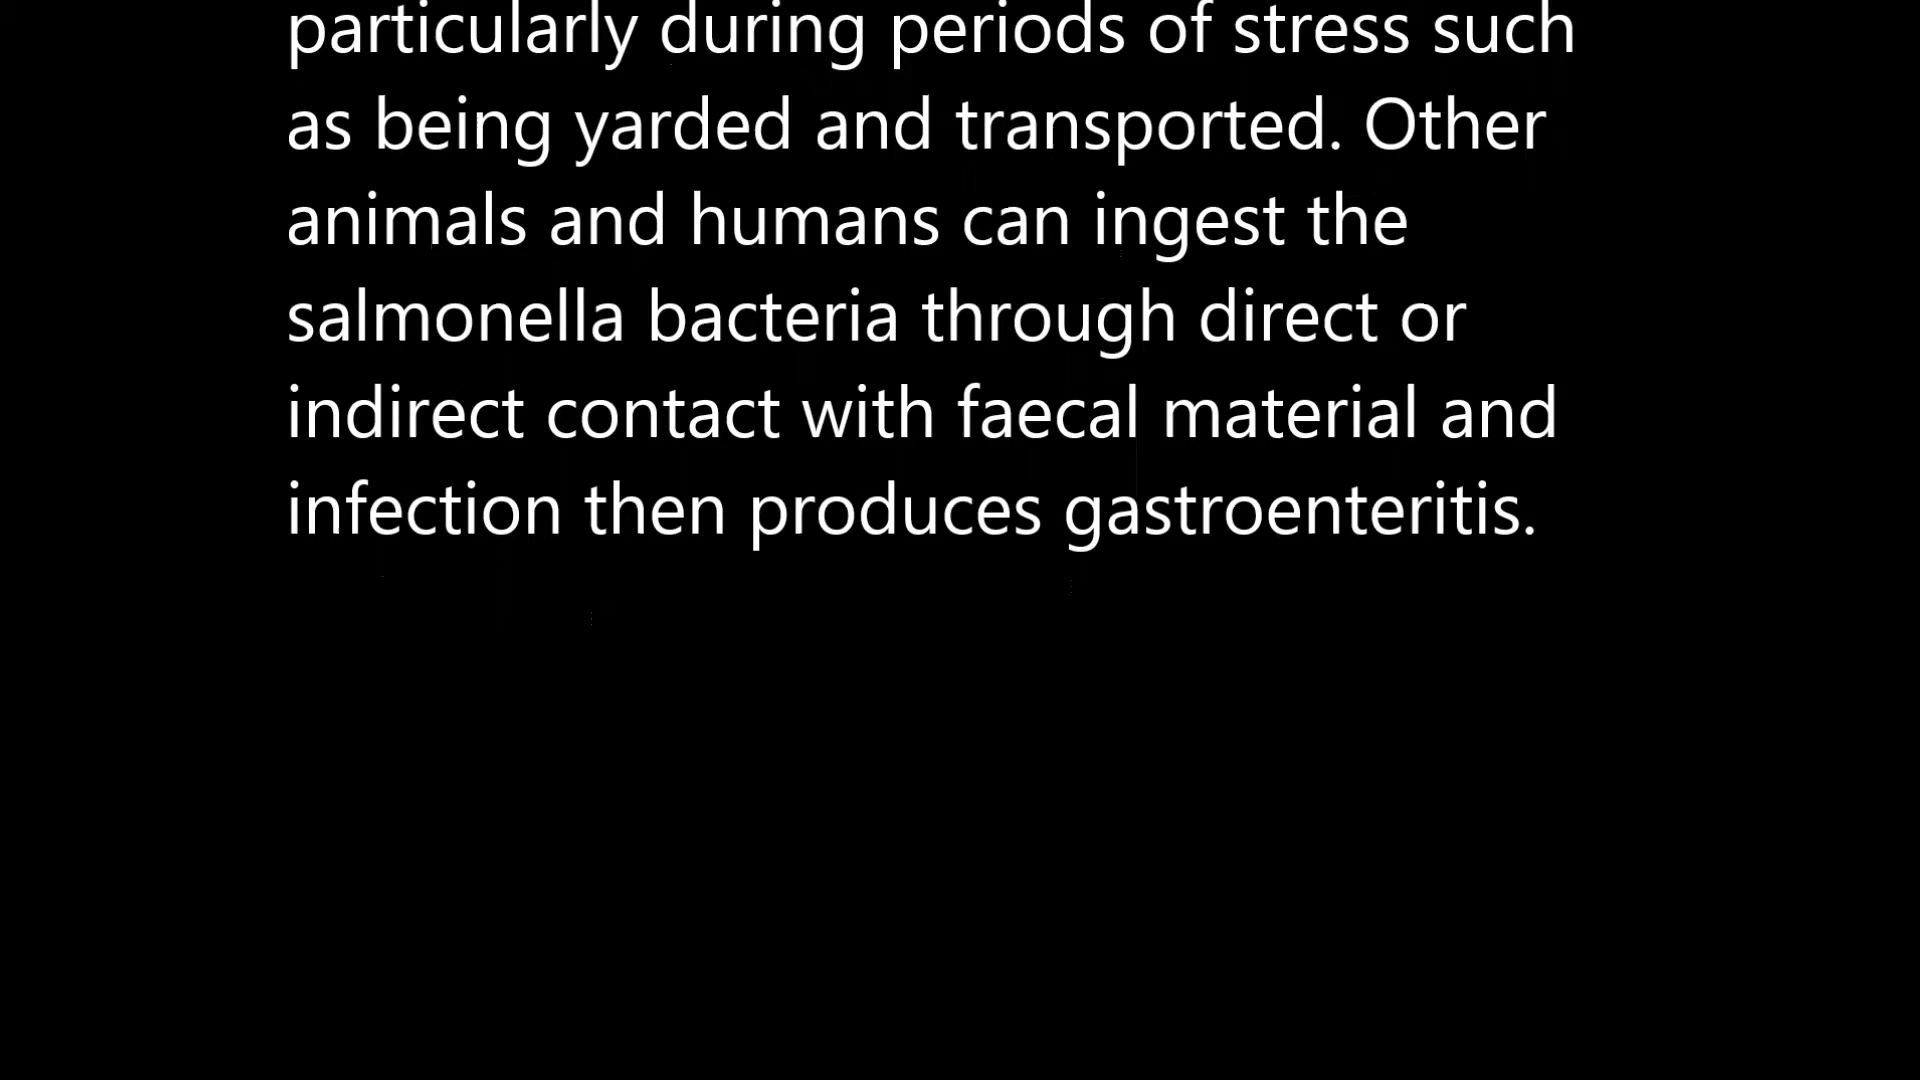 particularly during periods of stress such
as being yarded and transported. Other
animals and humans can ingest the
salmonella bacteria through direct or
indirect contact with faecal material and
infection then produces gastroenteritis.